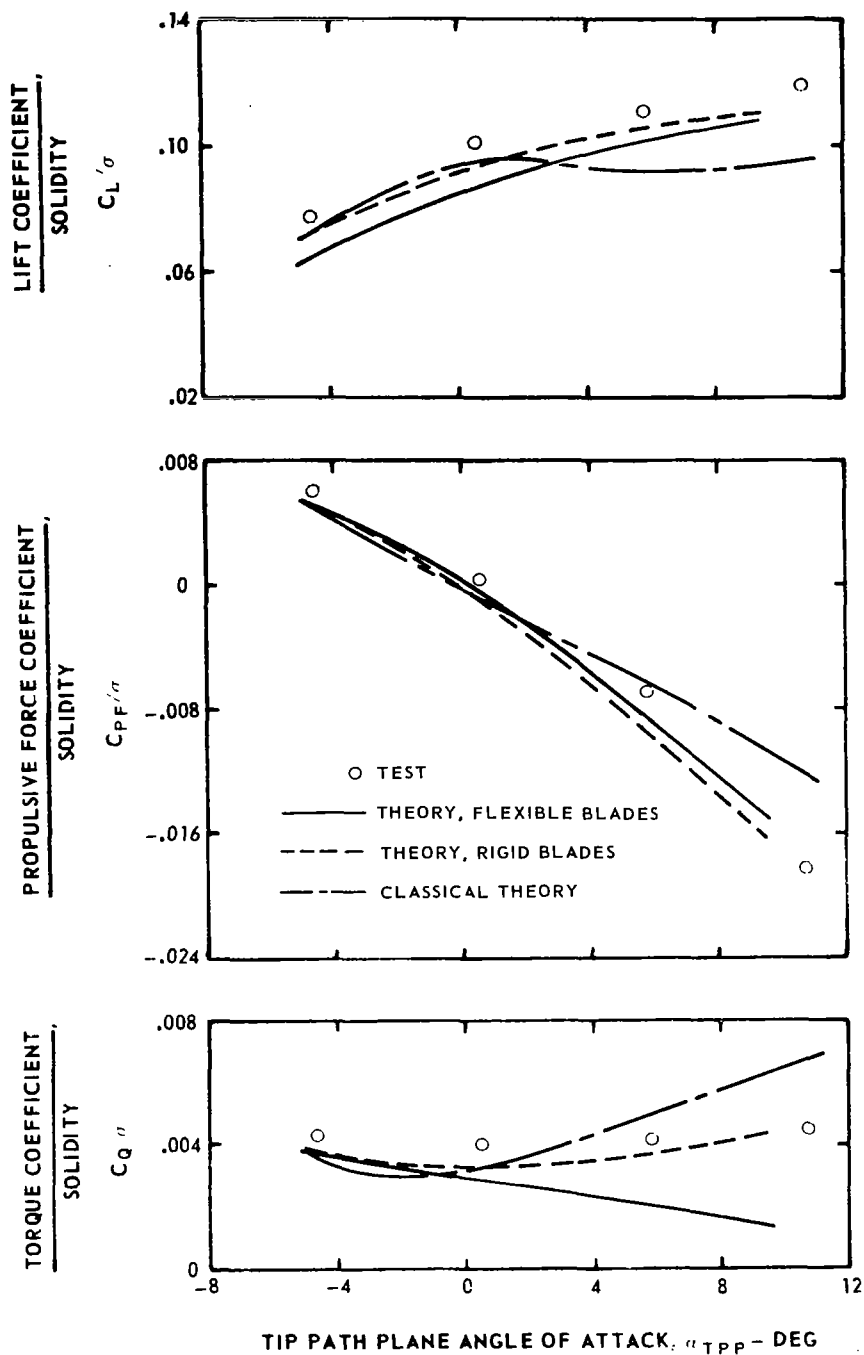 LIFT COEFFICIENT,
SOLIDITY
C_L/σ
.14
.10
.06
.02
PROPULSIVE FORCE COEFFICIENT,
SOLIDITY
C_PF/σ
.008
0
-.008
-.016
-.024
TEST
THEORY, FLEXIBLE BLADES
THEORY, RIGID BLADES
CLASSICAL THEORY
TORQUE COEFFICIENT,
SOLIDITY
C_Q σ
.008
.004
0
-8
-4
0
4
8
12
TIP PATH PLANE ANGLE OF ATTACK, α_TPP - DEG